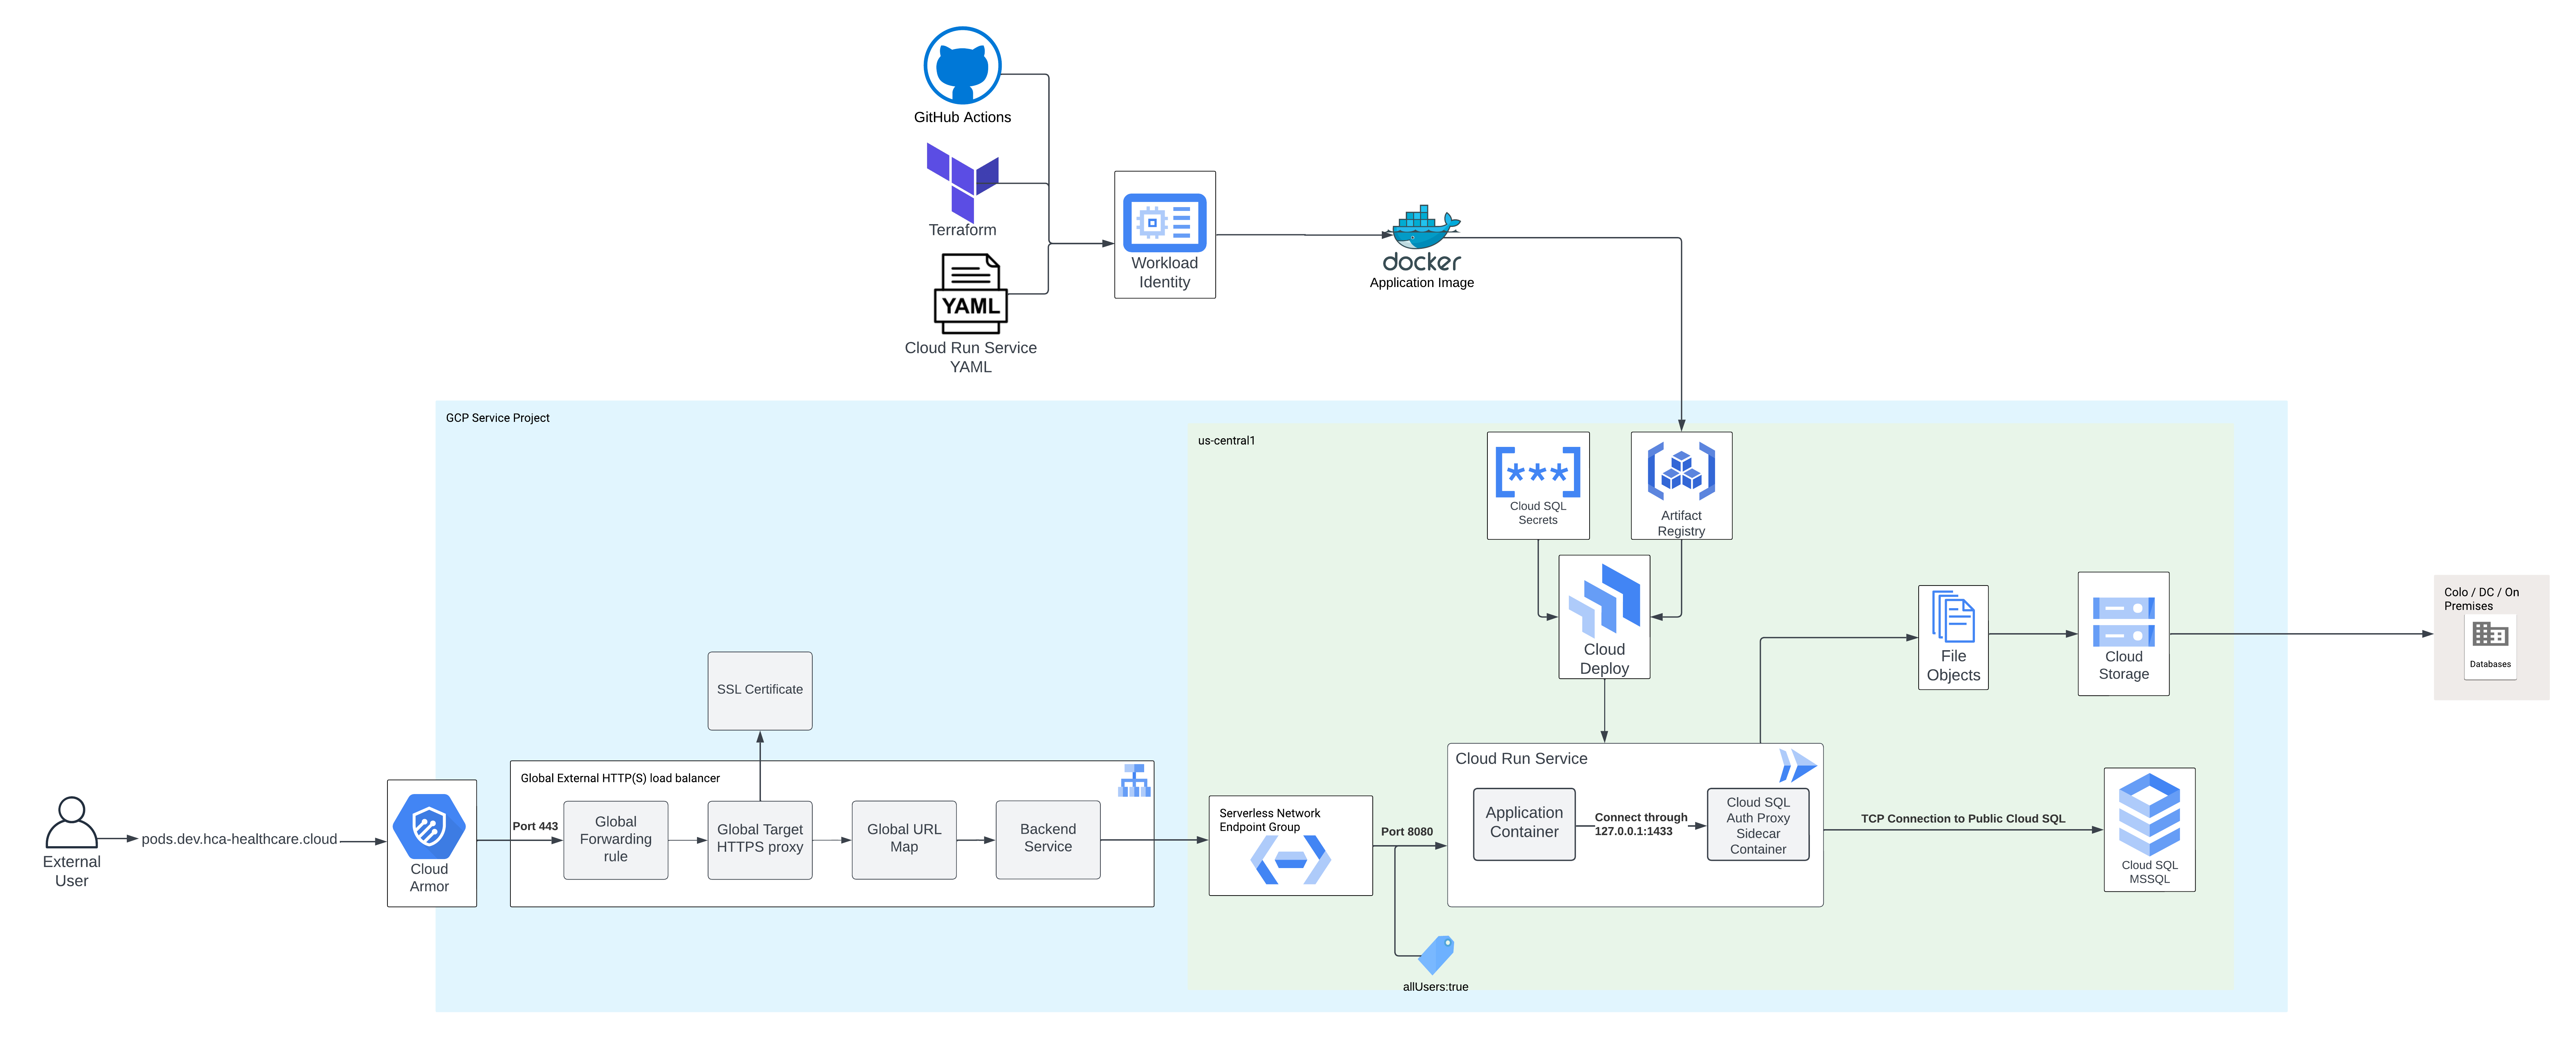 GitHub Actions
Terraform
YAML
Cloud Run Service
YAML
Workload
Identity
docker
Application Image
GCP Service Project
us-central1
[***]
Cloud SQL
Secrets
Artifact
Registry
Cloud
Deploy
File
Objects
Cloud
Storage
Colo / DC / On
Premises
Databases
SSL Certificate
External
User
pods.dev.hca-healthcare.cloud
Cloud
Armor
Port 443
Global External HTTP(S) load balancer
Global
Forwarding
rule
Global Target
HTTPS proxy
Global URL
Map
Backend
Service
Serverless Network
Endpoint Group
Port 8080
allUsers:true
Cloud Run Service
Application
Container
Connect through
127.0.0.1:1433
Cloud SQL
Auth Proxy
Sidecar
Container
TCP Connection to Public Cloud SQL
Cloud SQL
MSSQL